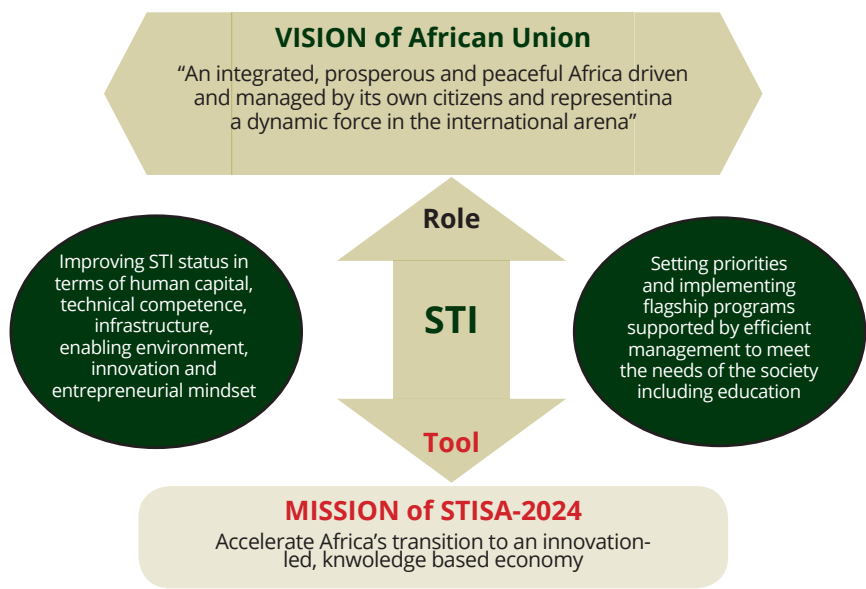 VISION of African Union
“An integrated, prosperous and peaceful Africa driven
and managed by its own citizens and representina
a dynamic force in the international arena”
Role
Improving STI status in
terms of human capital,
technical competence,
infrastructure,
enabling environment,
innovation and
entrepreneurial mindset
STI
Setting priorities
and implementing
flagship programs
supported by efficient
management to meet
the needs of the society
including education
Tool
MISSION of STISA-2024
Accelerate Africa’s transition to an innovation-
led, knwoledge based economy